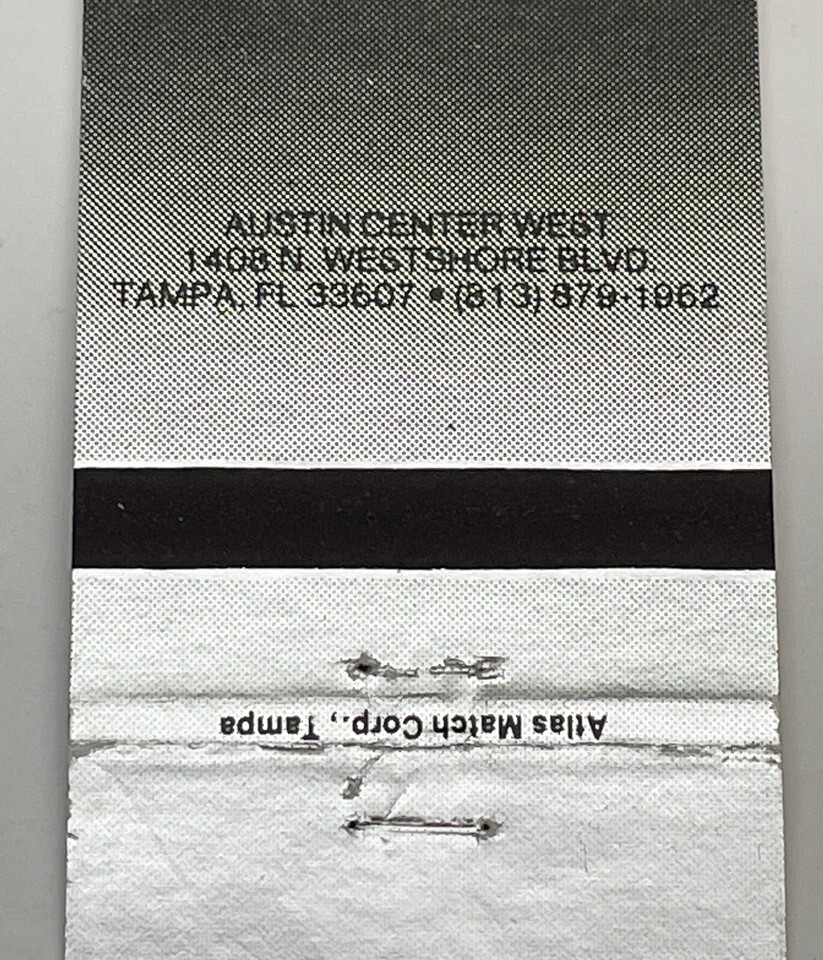 AUSTIN CENTER WEST
1408 N. WESTSHORE BLVD.
TAMPA, FL 33607 • (813) 879-1962
Atlas Match Corp., Tampa